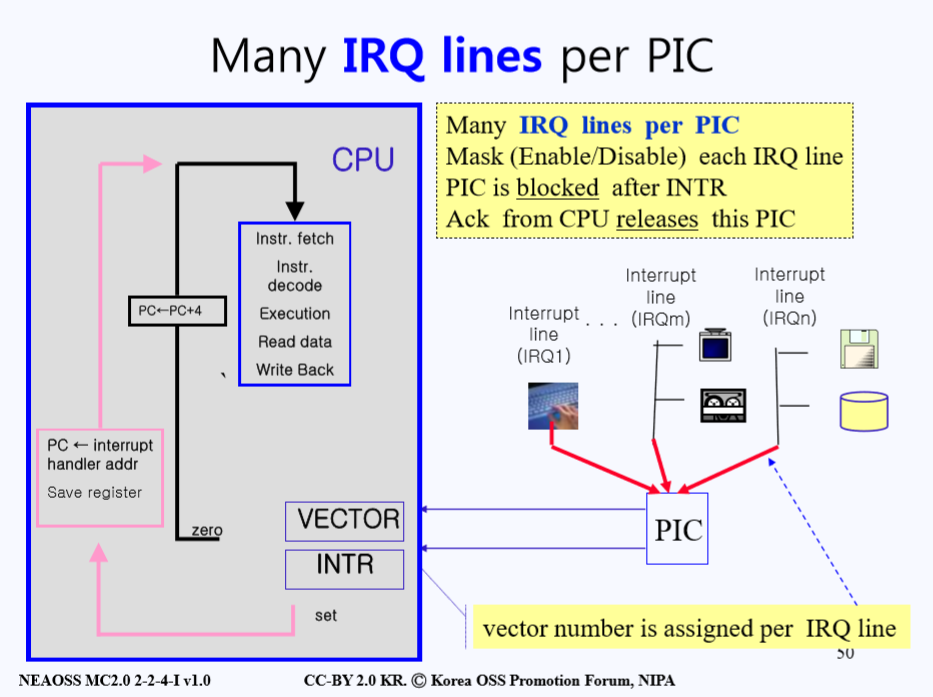 Many IRQ lines per PIC
CPU
Instr. fetch
Instr.
decode
Execution
Read data
Write Back
PC←PC+4
`
PC ← interrupt
handler addr
Save register
zero
VECTOR
INTR
set
Many IRQ lines per PIC
Mask (Enable/Disable) each IRQ line
PIC is blocked after INTR
Ack from CPU releases this PIC
Interrupt
line
(IRQ1)
. . .
Interrupt
line
(IRQm)
Interrupt
line
(IRQn)
PIC
vector number is assigned per IRQ line
50
NEAOSS MC2.0 2-2-4-I v1.0
CC-BY 2.0 KR. Ⓒ Korea OSS Promotion Forum, NIPA